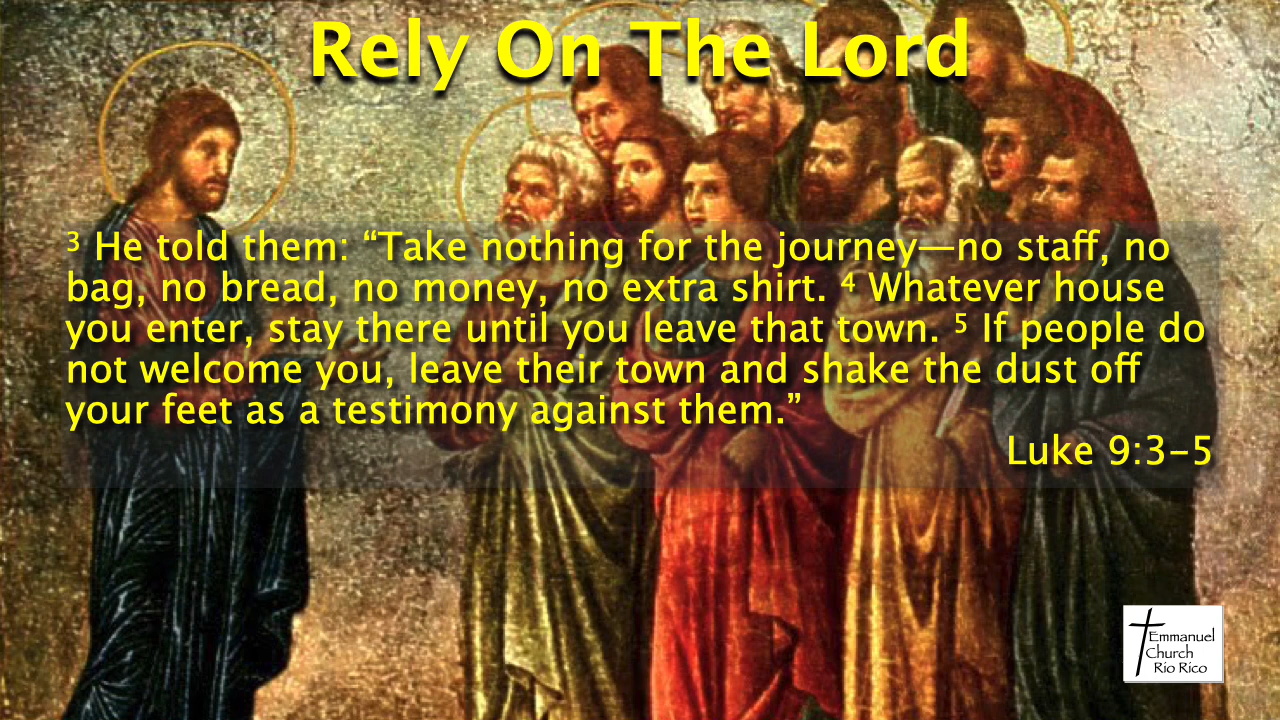 Rely On The Lord
³ He told them: “Take nothing for the journey—no staff, no
bag, no bread, no money, no extra shirt. ⁴ Whatever house
you enter, stay there until you leave that town. ⁵ If people do
not welcome you, leave their town and shake the dust off
your feet as a testimony against them.”
Luke 9:3-5
Emmanuel
Church
Rio Rico